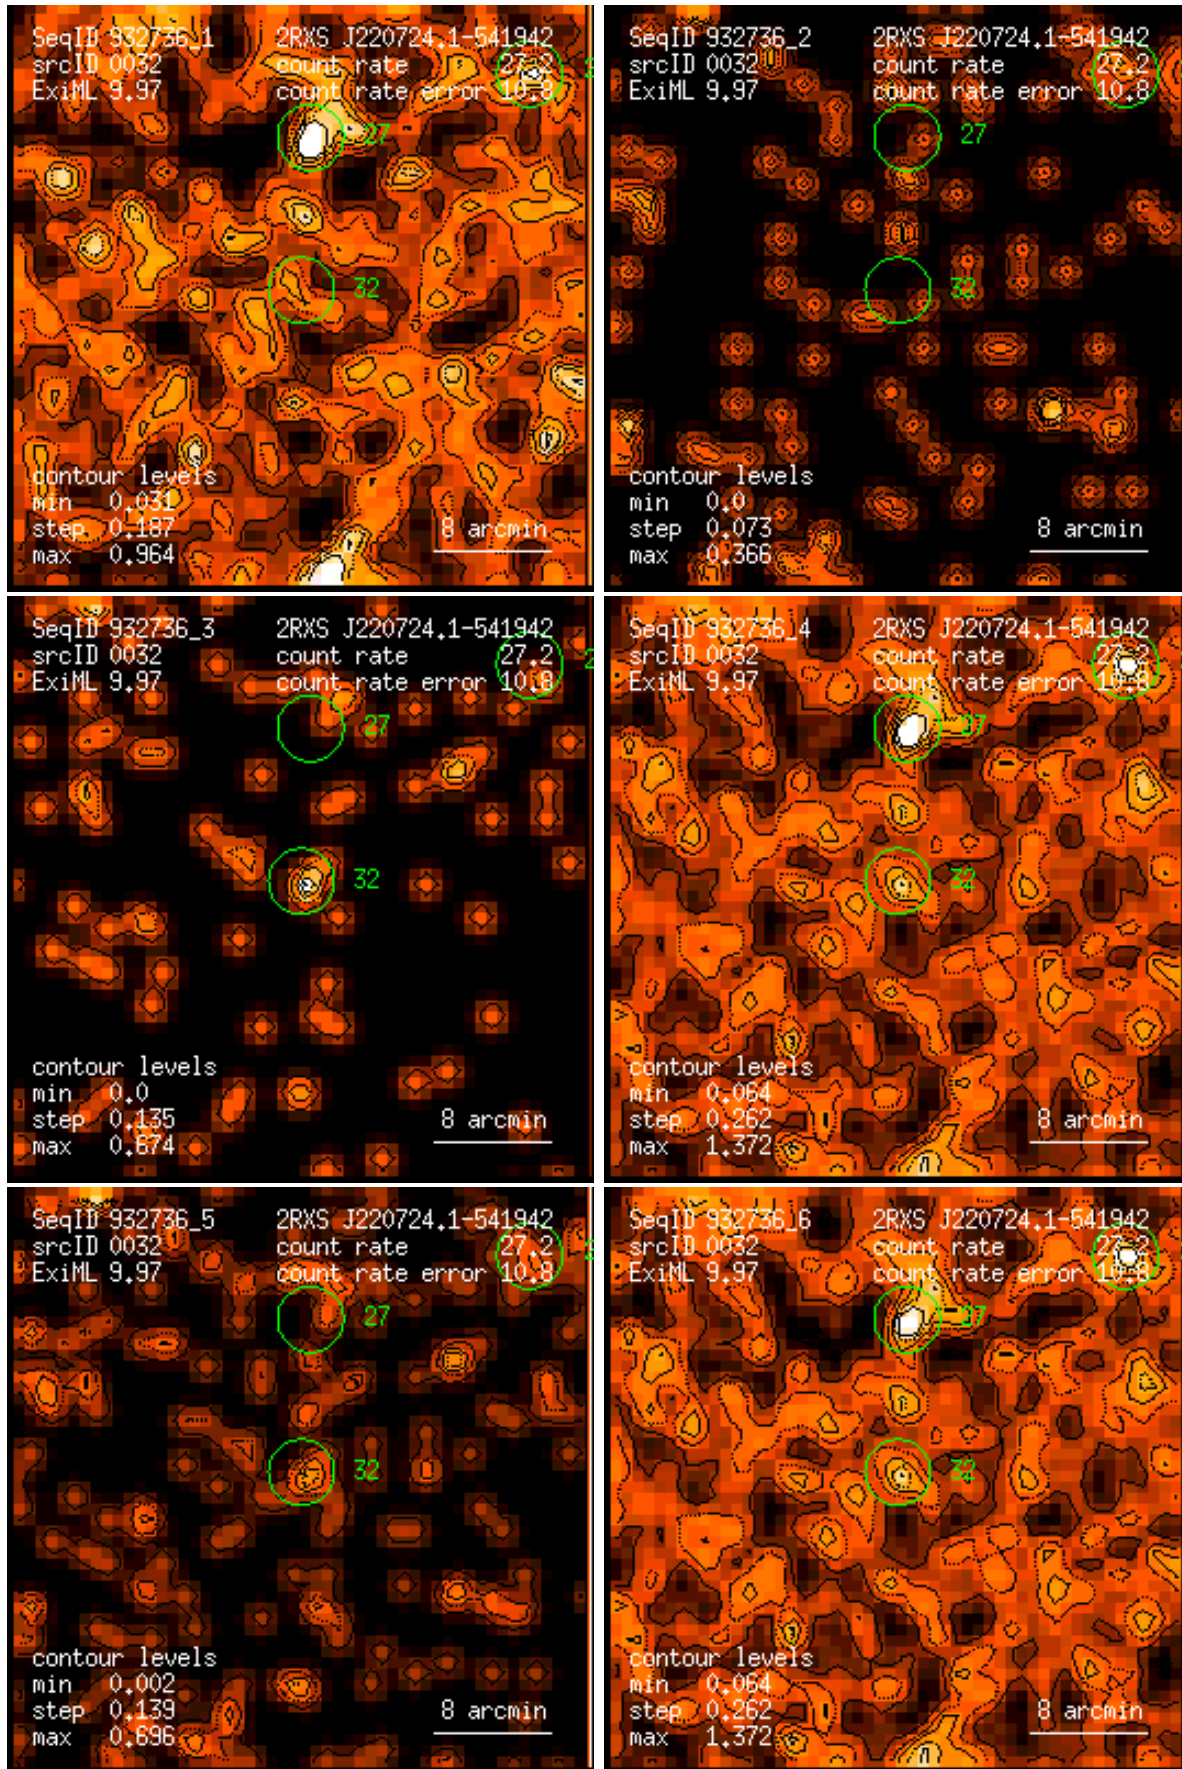 SeqID 932736_1 2RXS J220724.1-541942
srcID 0032 count rate 27.2
ExiML 9.97 count rate error 10.8
27
32
contour levels
min 0.031
step 0.187
max 0.964
8 arcmin
SeqID 932736_2 2RXS J220724.1-541942
srcID 0032 count rate 27.2
ExiML 9.97 count rate error 10.8
27
32
contour levels
min 0.0
step 0.073
max 0.366
8 arcmin
SeqID 932736_3 2RXS J220724.1-541942
srcID 0032 count rate 27.2
ExiML 9.97 count rate error 10.8
27
32
contour levels
min 0.0
step 0.135
max 0.674
8 arcmin
SeqID 932736_4 2RXS J220724.1-541942
srcID 0032 count rate 27.2
ExiML 9.97 count rate error 10.8
27
32
contour levels
min 0.064
step 0.262
max 1.372
8 arcmin
SeqID 932736_5 2RXS J220724.1-541942
srcID 0032 count rate 27.2
ExiML 9.97 count rate error 10.8
27
32
contour levels
min 0.002
step 0.139
max 0.696
8 arcmin
SeqID 932736_6 2RXS J220724.1-541942
srcID 0032 count rate 27.2
ExiML 9.97 count rate error 10.8
27
32
contour levels
min 0.064
step 0.262
max 1.372
8 arcmin